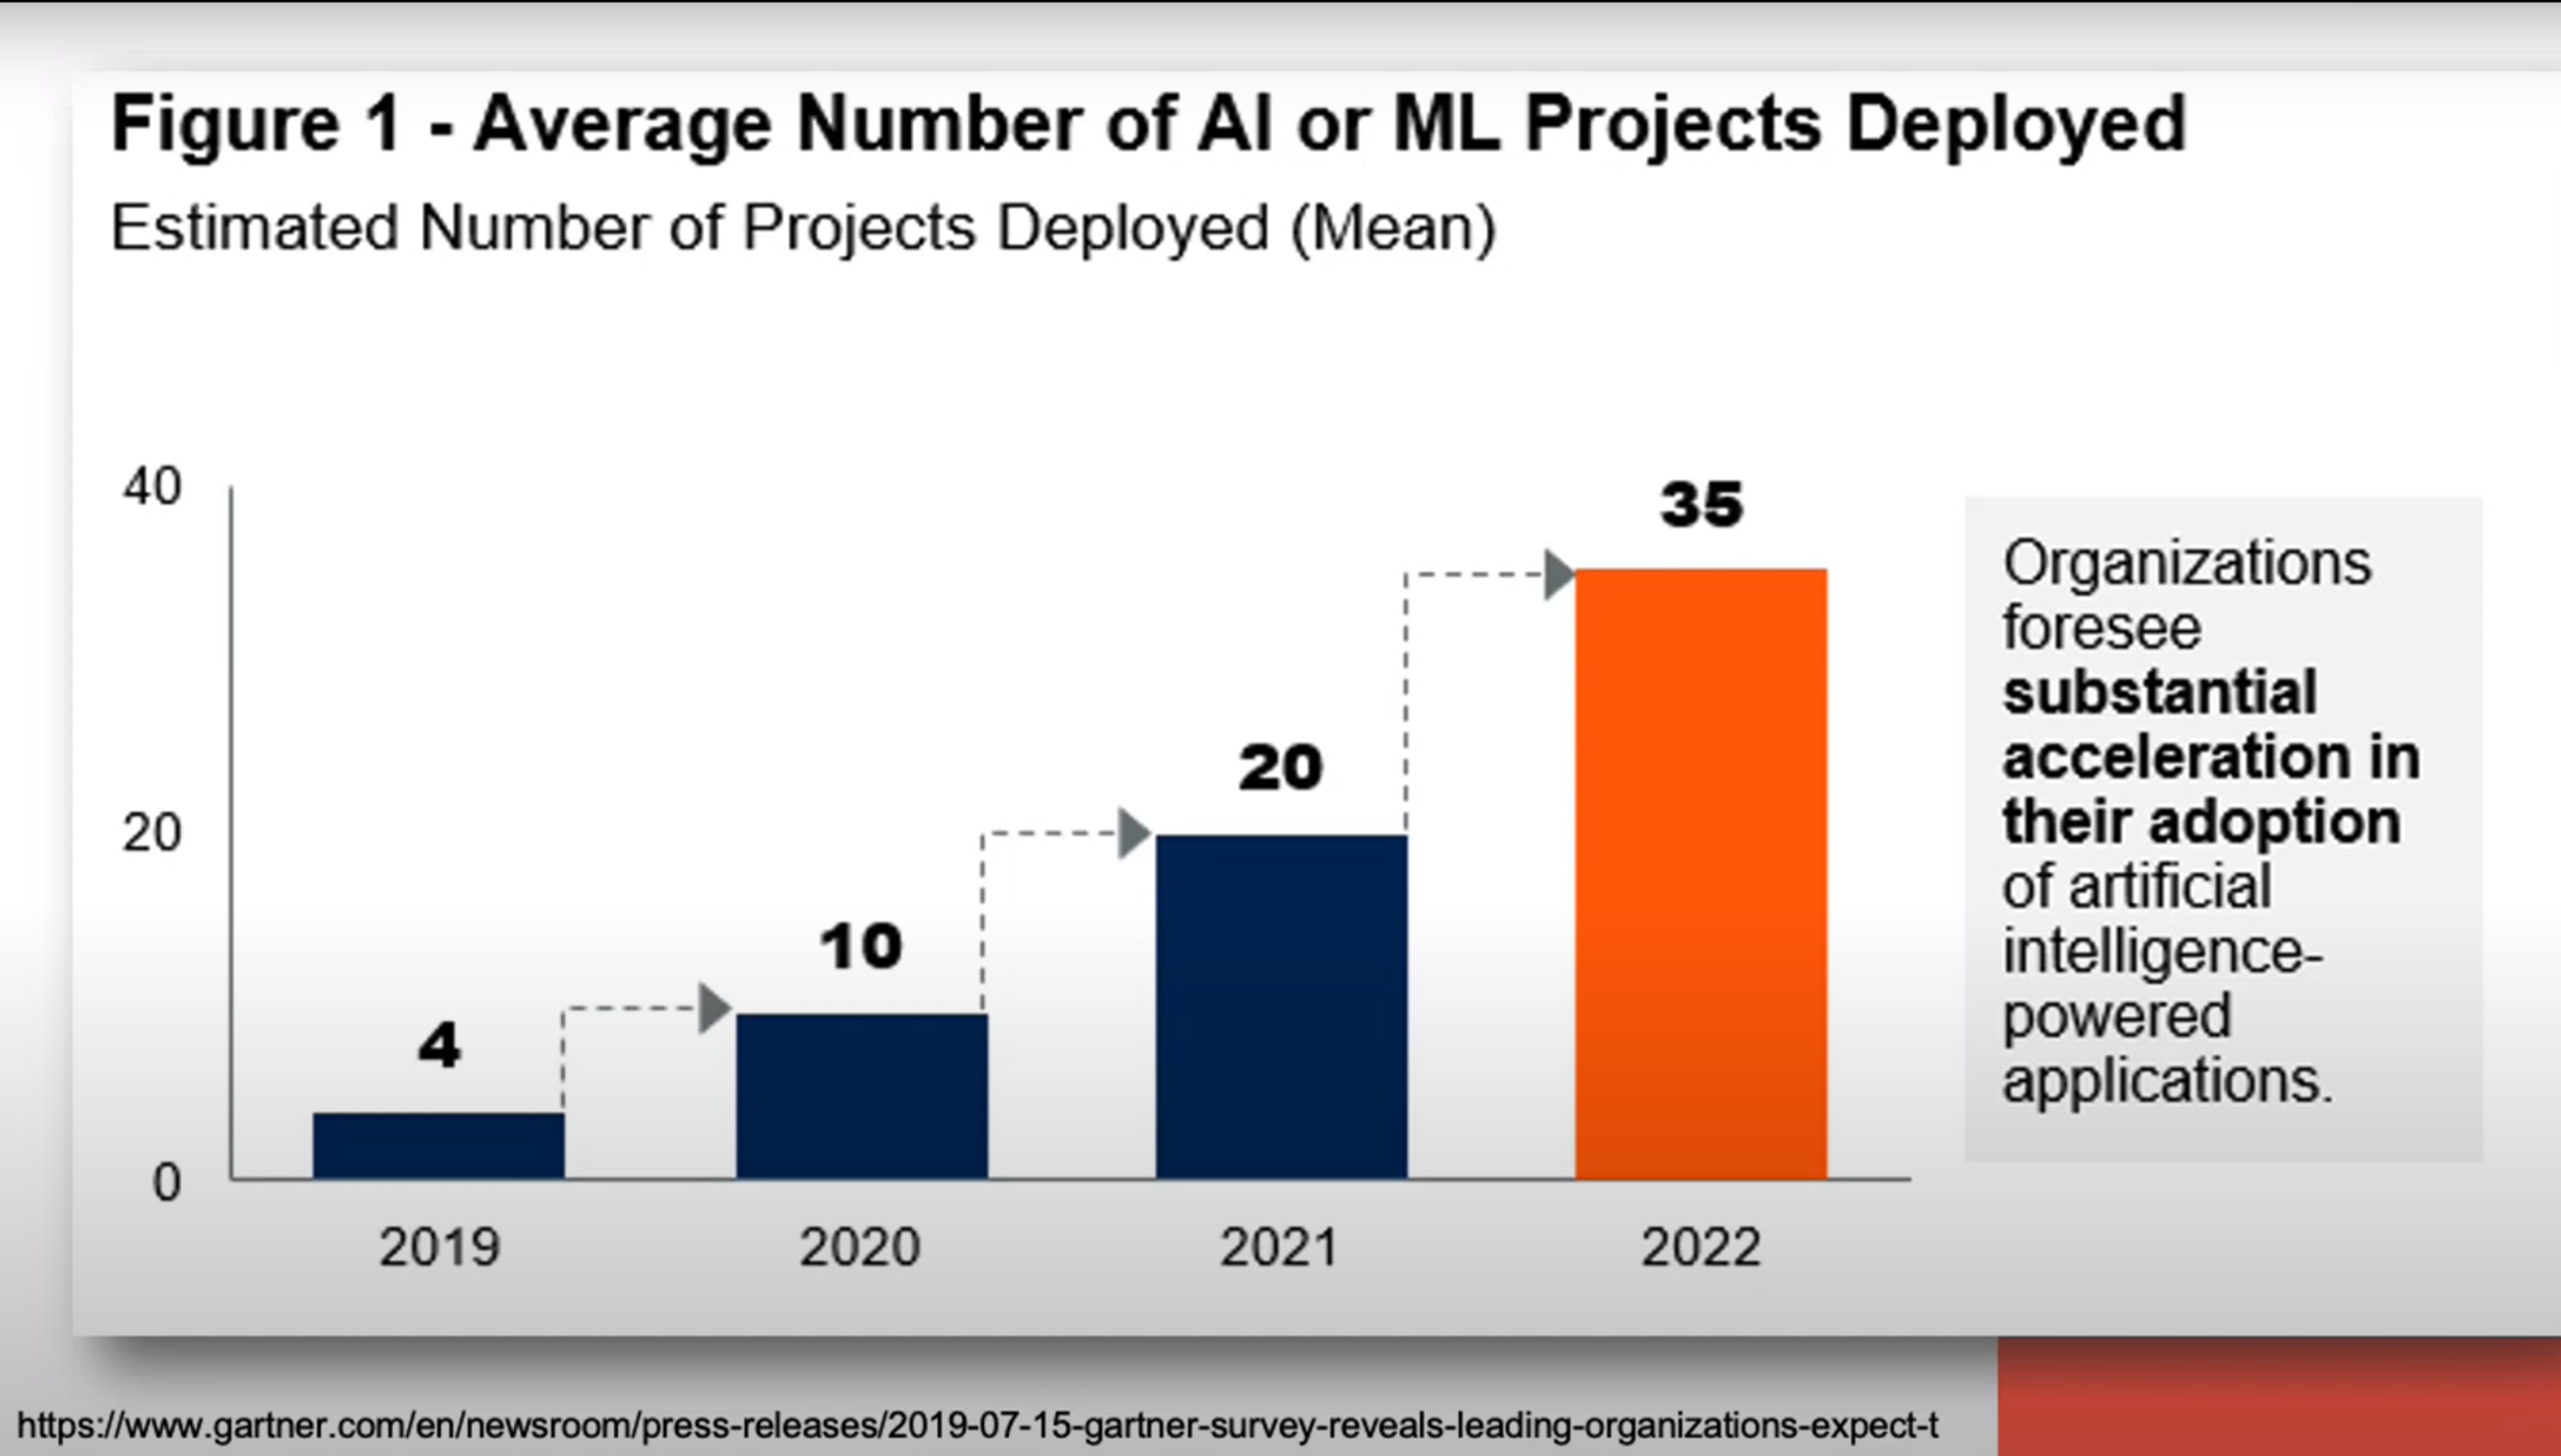 Figure 1 - Average Number of AI or ML Projects Deployed
Estimated Number of Projects Deployed (Mean)
40
20
0
4
10
20
35
2019
2020
2021
2022
Organizations
foresee
substantial
acceleration in
their adoption
of artificial
intelligence-
powered
applications.
https://www.gartner.com/en/newsroom/press-releases/2019-07-15-gartner-survey-reveals-leading-organizations-expect-t